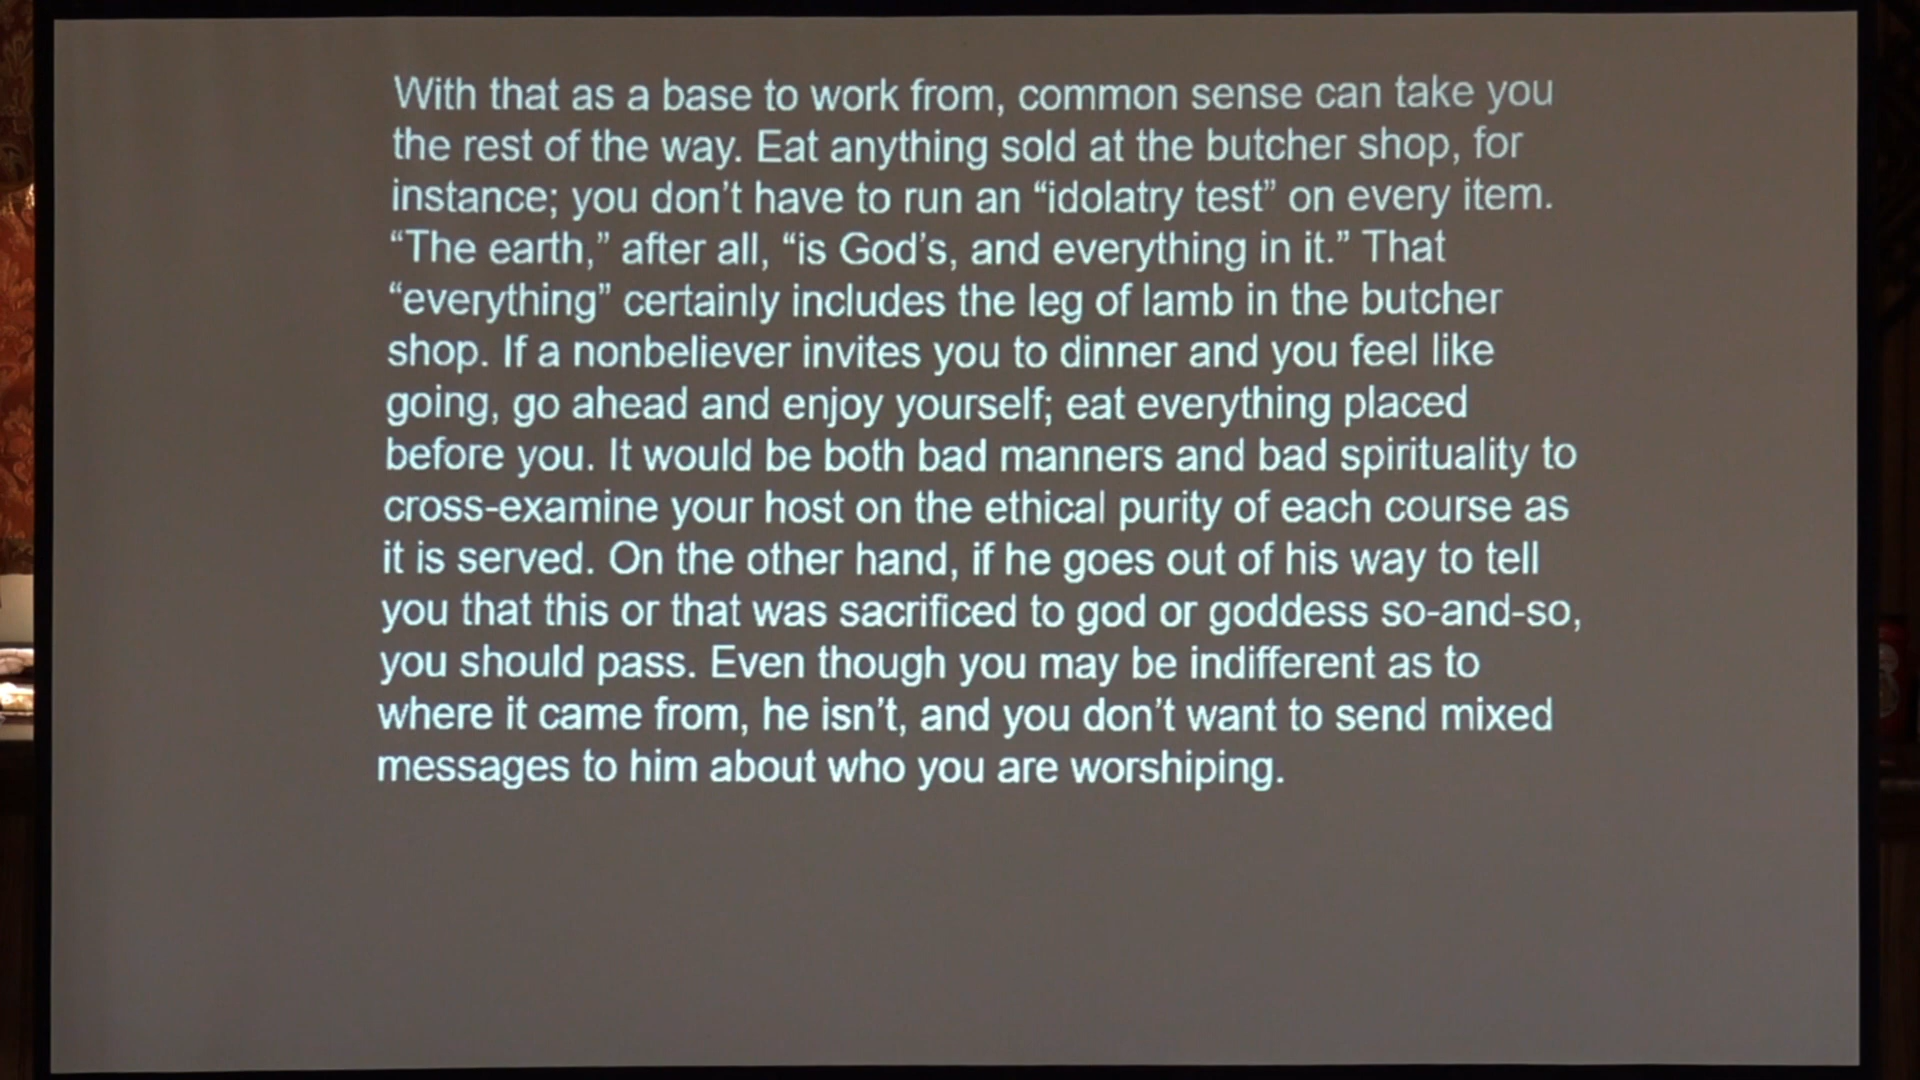 With that as a base to work from, common sense can take you
the rest of the way. Eat anything sold at the butcher shop, for
instance; you don’t have to run an “idolatry test” on every item.
“The earth,” after all, “is God’s, and everything in it.” That
“everything” certainly includes the leg of lamb in the butcher
shop. If a nonbeliever invites you to dinner and you feel like
going, go ahead and enjoy yourself; eat everything placed
before you. It would be both bad manners and bad spirituality to
cross-examine your host on the ethical purity of each course as
it is served. On the other hand, if he goes out of his way to tell
you that this or that was sacrificed to god or goddess so-and-so,
you should pass. Even though you may be indifferent as to
where it came from, he isn’t, and you don’t want to send mixed
messages to him about who you are worshiping.